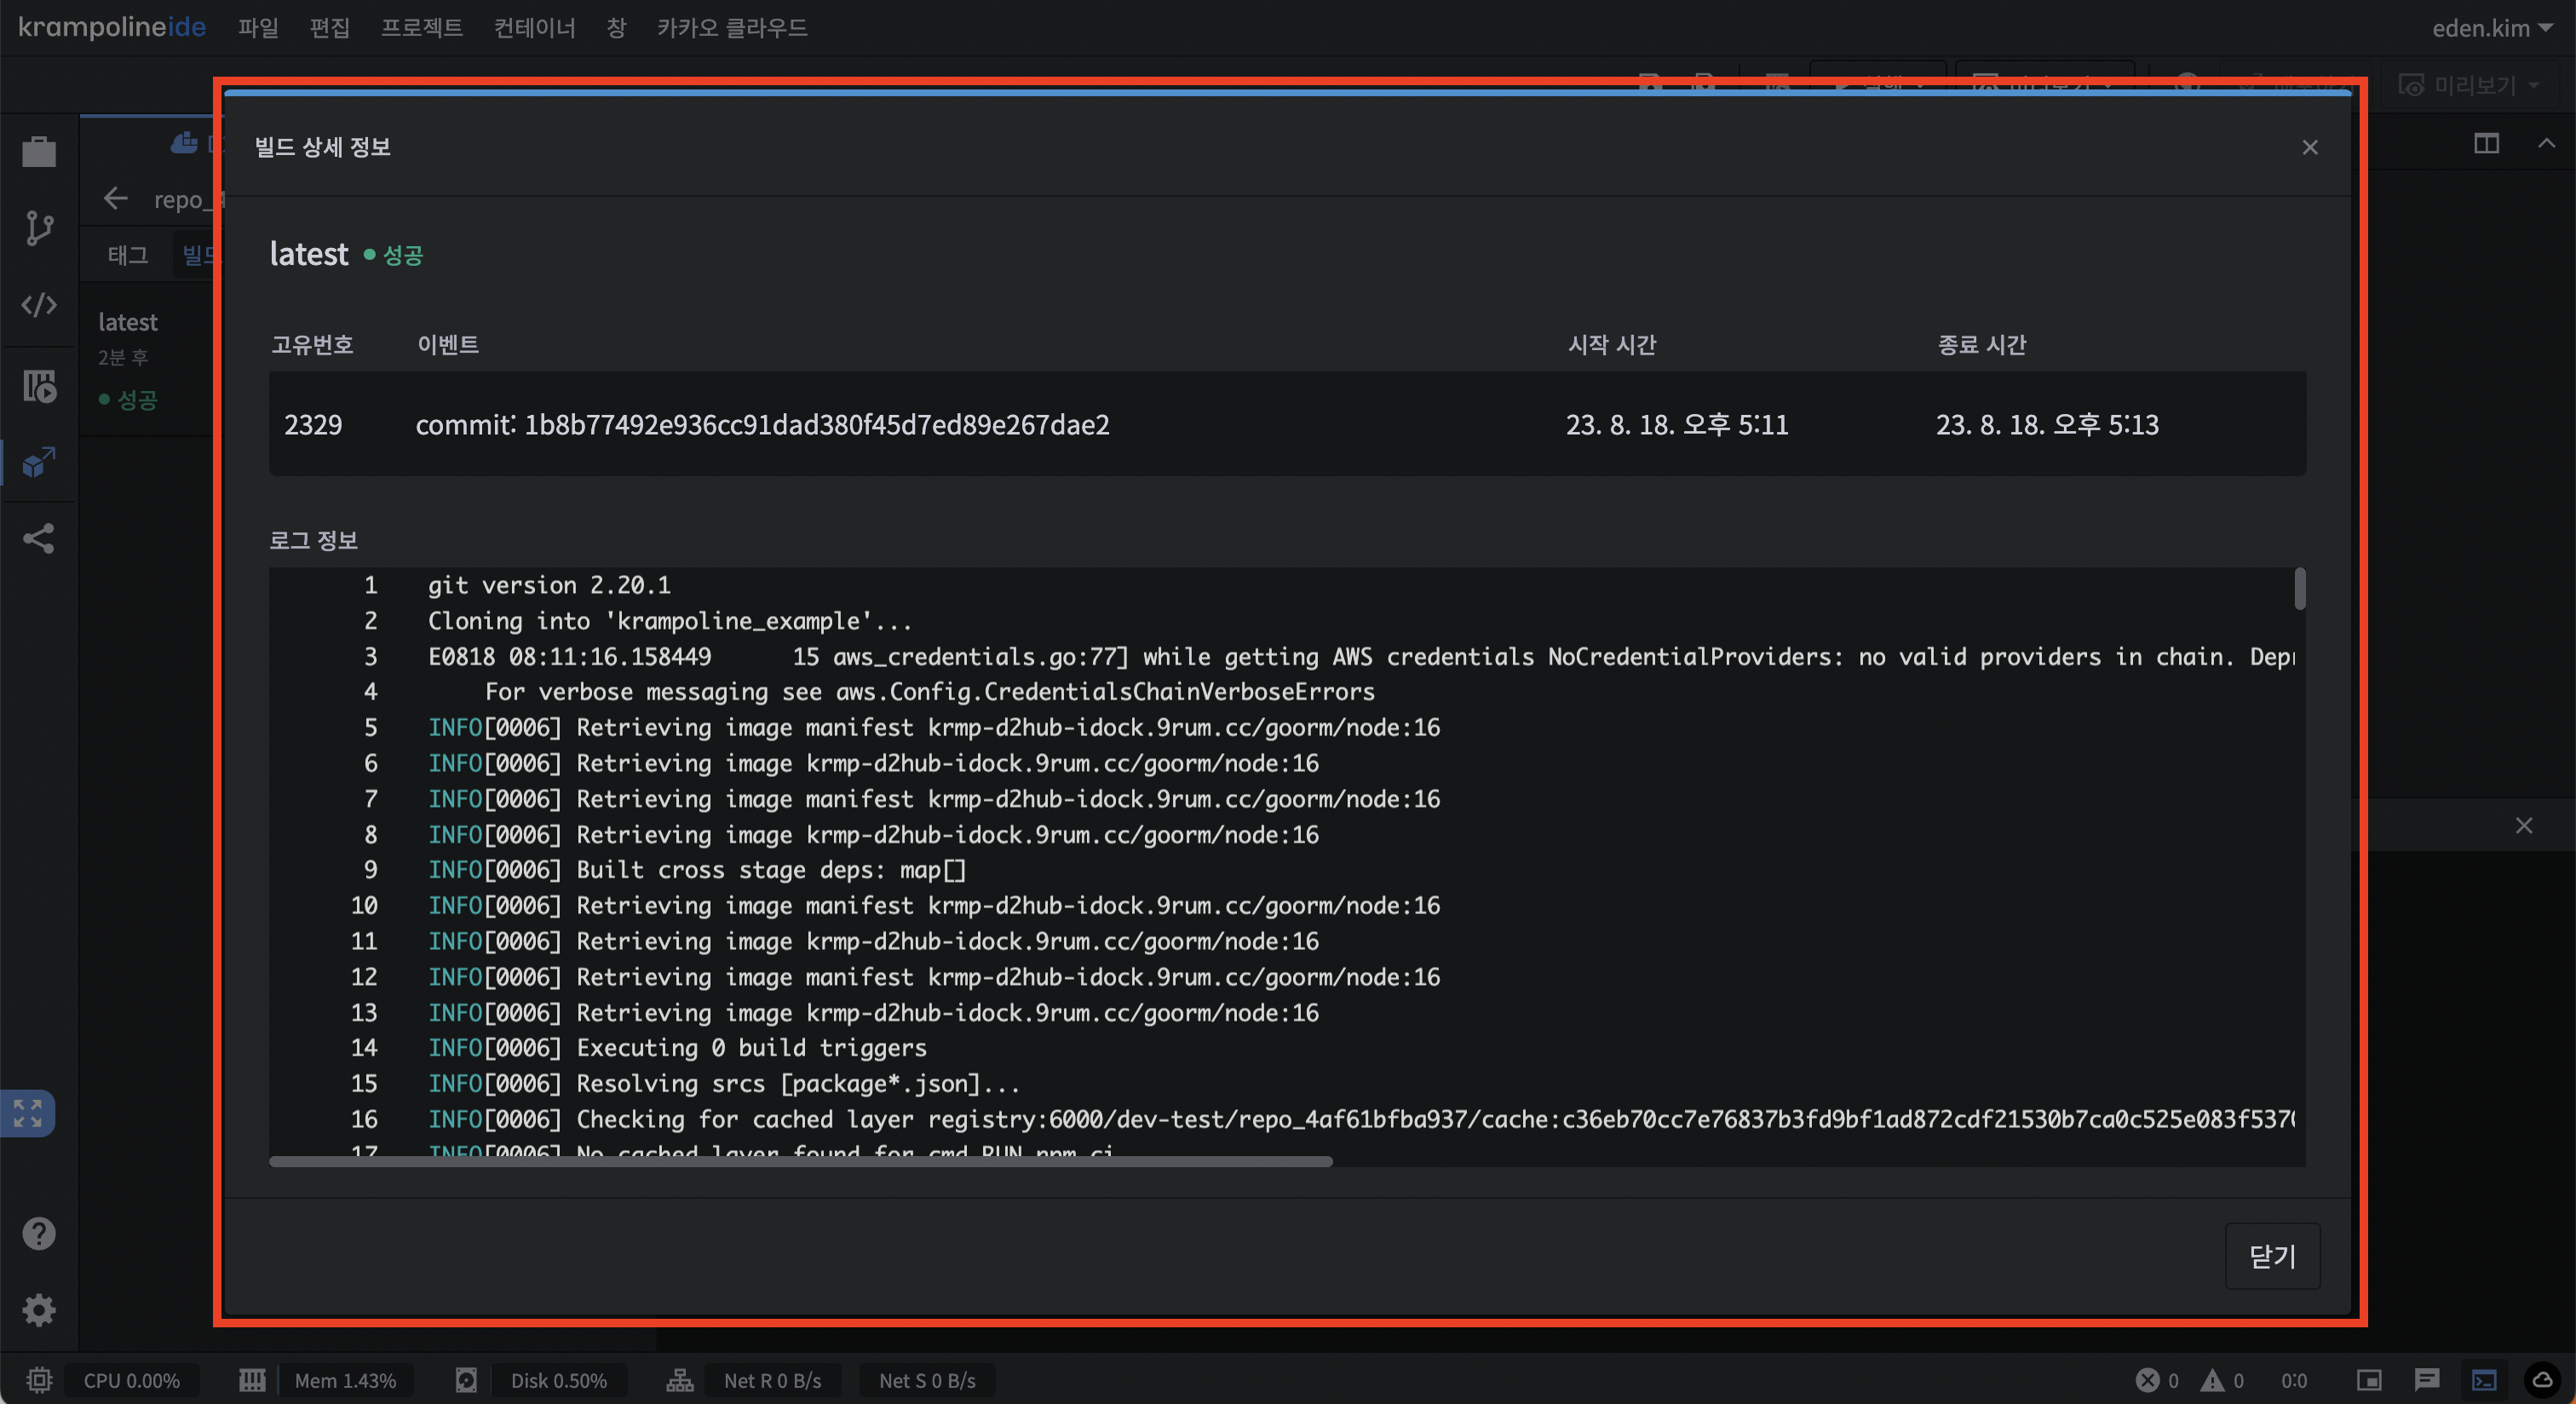 krampolineide 파일 편집 프로젝트 컨테이너 창 카카오 클라우드 eden.kim
미리보기
빌드 상세 정보
repo_4
태그 빌드
latest
2분 후
성공
latest 성공
고유번호 이벤트 시작 시간 종료 시간
2329 commit: 1b8b77492e936cc91dad380f45d7ed89e267dae2 23. 8. 18. 오후 5:11 23. 8. 18. 오후 5:13
로그 정보
1 git version 2.20.1
2 Cloning into 'krampoline_example'...
3 E0818 08:11:16.158449 15 aws_credentials.go:77] while getting AWS credentials NoCredentialProviders: no valid providers in chain. Depr
4 For verbose messaging see aws.Config.CredentialsChainVerboseErrors
5 INFO[0006] Retrieving image manifest krmp-d2hub-idock.9rum.cc/goorm/node:16
6 INFO[0006] Retrieving image krmp-d2hub-idock.9rum.cc/goorm/node:16
7 INFO[0006] Retrieving image manifest krmp-d2hub-idock.9rum.cc/goorm/node:16
8 INFO[0006] Retrieving image krmp-d2hub-idock.9rum.cc/goorm/node:16
9 INFO[0006] Built cross stage deps: map[]
10 INFO[0006] Retrieving image manifest krmp-d2hub-idock.9rum.cc/goorm/node:16
11 INFO[0006] Retrieving image krmp-d2hub-idock.9rum.cc/goorm/node:16
12 INFO[0006] Retrieving image manifest krmp-d2hub-idock.9rum.cc/goorm/node:16
13 INFO[0006] Retrieving image krmp-d2hub-idock.9rum.cc/goorm/node:16
14 INFO[0006] Executing 0 build triggers
15 INFO[0006] Resolving srcs [package*.json]...
16 INFO[0006] Checking for cached layer registry:6000/dev-test/repo_4af61bfba937/cache:c36eb70cc7e76837b3fd9bf1ad872cdf21530b7ca0c525e083f5370
17 INFO[0006] No cached layer found for cmd RUN npm ci
닫기
CPU 0.00% Mem 1.43% Disk 0.50% Net R 0 B/s Net S 0 B/s 0 0 0:0